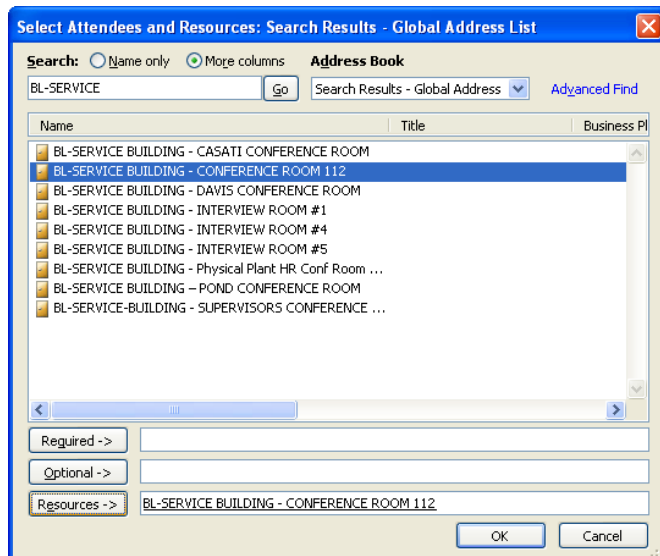 Select Attendees and Resources: Search Results - Global Address List
Search: Name only More columns Address Book
BL-SERVICE Go Search Results - Global Address Advanced Find
Name Title Business Pl
BL-SERVICE BUILDING - CASATI CONFERENCE ROOM
BL-SERVICE BUILDING - CONFERENCE ROOM 112
BL-SERVICE BUILDING - DAVIS CONFERENCE ROOM
BL-SERVICE BUILDING - INTERVIEW ROOM #1
BL-SERVICE BUILDING - INTERVIEW ROOM #4
BL-SERVICE BUILDING - INTERVIEW ROOM #5
BL-SERVICE BUILDING - Physical Plant HR Conf Room ...
BL-SERVICE BUILDING – POND CONFERENCE ROOM
BL-SERVICE-BUILDING - SUPERVISORS CONFERENCE ...
Required ->
Optional ->
Resources -> BL-SERVICE BUILDING - CONFERENCE ROOM 112
OK Cancel